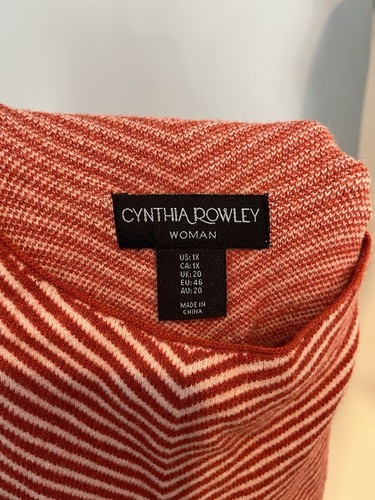 CYNTHIA ROWLEY
WOMAN
US: 1X
CA: 1X
UK: 20
EU: 46
AU: 20
MADE IN
CHINA